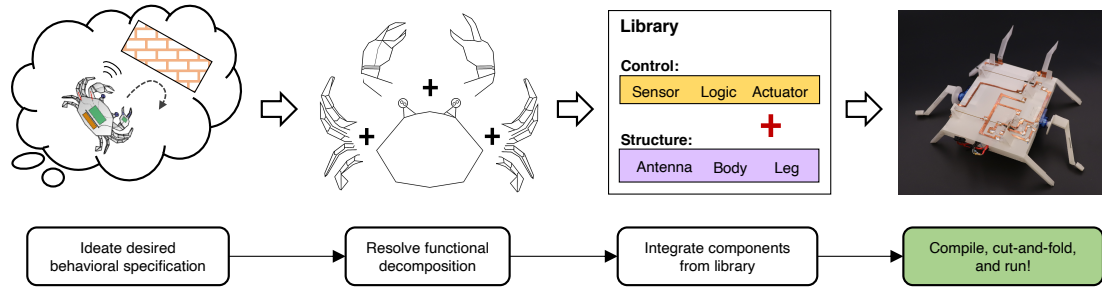 Library
Control:
Sensor Logic Actuator
+
Structure:
Antenna Body Leg
+
+ +
Ideate desired
behavioral specification
Resolve functional
decomposition
Integrate components
from library
Compile, cut-and-fold,
and run!